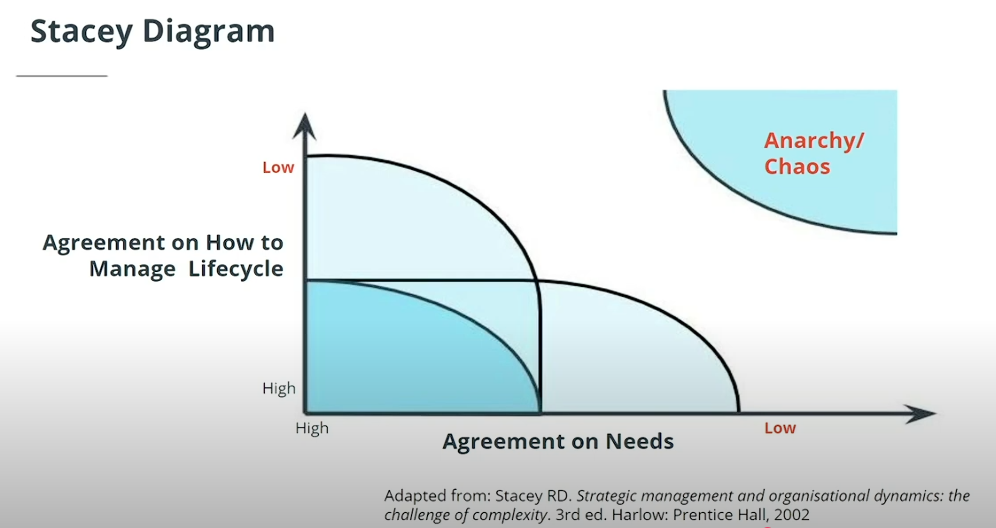 Stacey Diagram
Anarchy/
Chaos
Low
Agreement on How to
Manage Lifecycle
High
High
Low
Agreement on Needs
Adapted from: Stacey RD. Strategic management and organisational dynamics: the
challenge of complexity. 3rd ed. Harlow: Prentice Hall, 2002